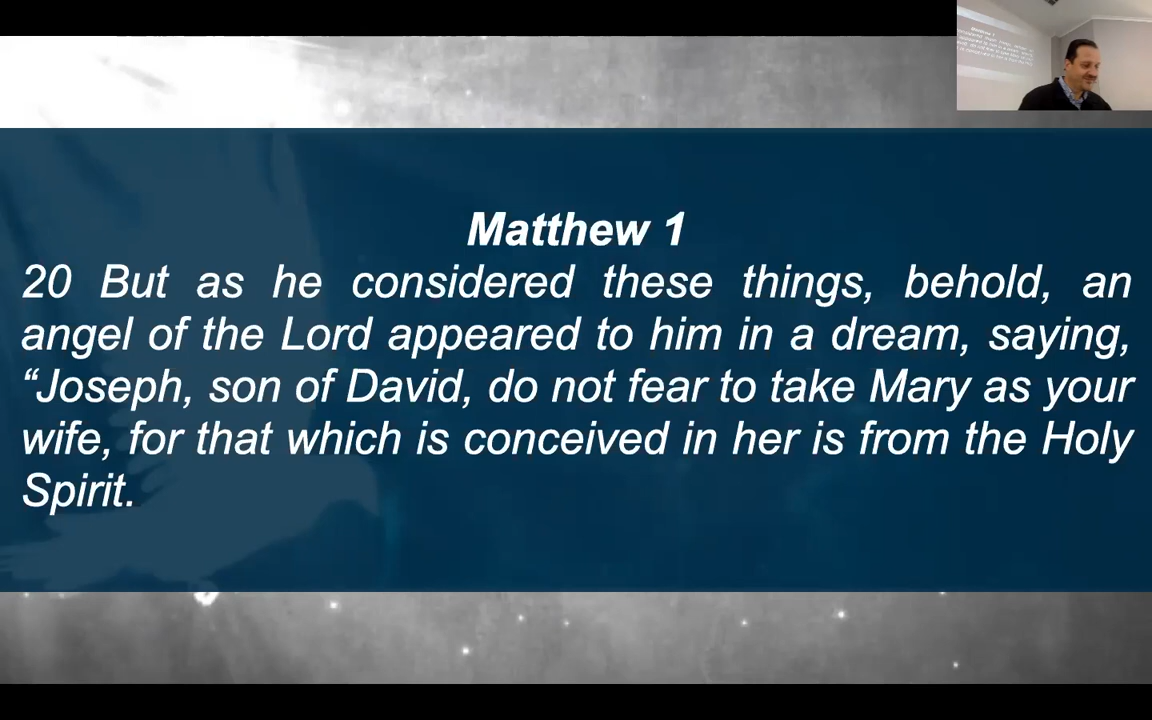 Matthew 1
20 But as he considered these things, behold, an
angel of the Lord appeared to him in a dream, saying,
“Joseph, son of David, do not fear to take Mary as your
wife, for that which is conceived in her is from the Holy
Spirit.